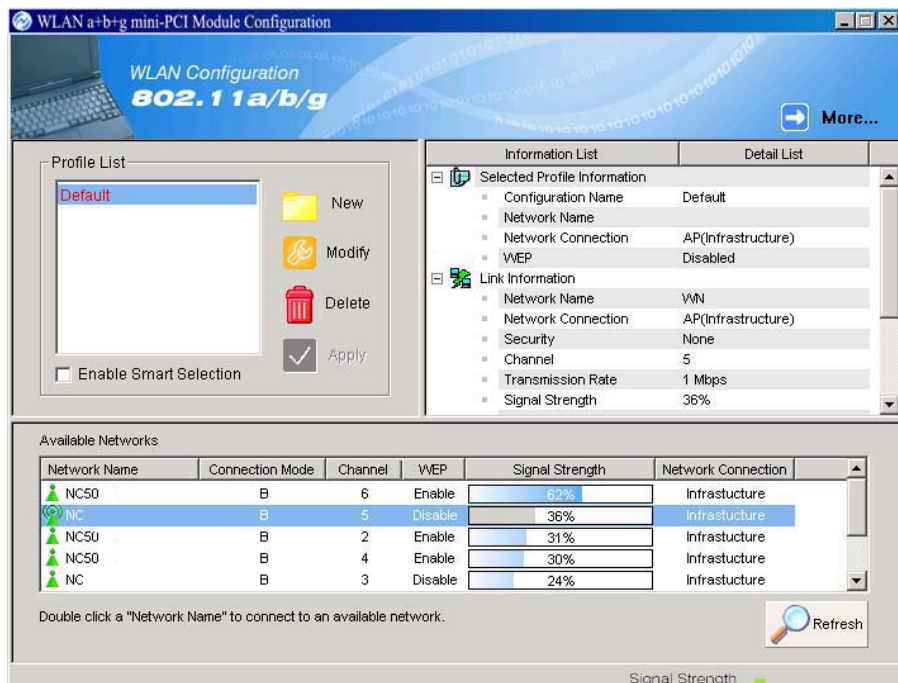 WLAN a+b+g mini-PCI Module Configuration
WLAN Configuration
802.11a/b/g
More...
Profile List
Default
New
Modify
Delete
Apply
Enable Smart Selection
Information List Detail List
Selected Profile Information
Configuration Name Default
Network Name
Network Connection AP(Infrastructure)
WEP Disabled
Link Information
Network Name WN
Network Connection AP(Infrastructure)
Security None
Channel 5
Transmission Rate 1 Mbps
Signal Strength 36%
Available Networks
Network Name Connection Mode Channel WEP Signal Strength Network Connection
NC50 B 6 Enable 62% Infrastucture
NC B 5 Disable 36% Infrastucture
NC50 B 2 Enable 31% Infrastucture
NC50 B 4 Enable 30% Infrastucture
NC B 3 Disable 24% Infrastucture
Double click a "Network Name" to connect to an available network.
Refresh
Signal Strength